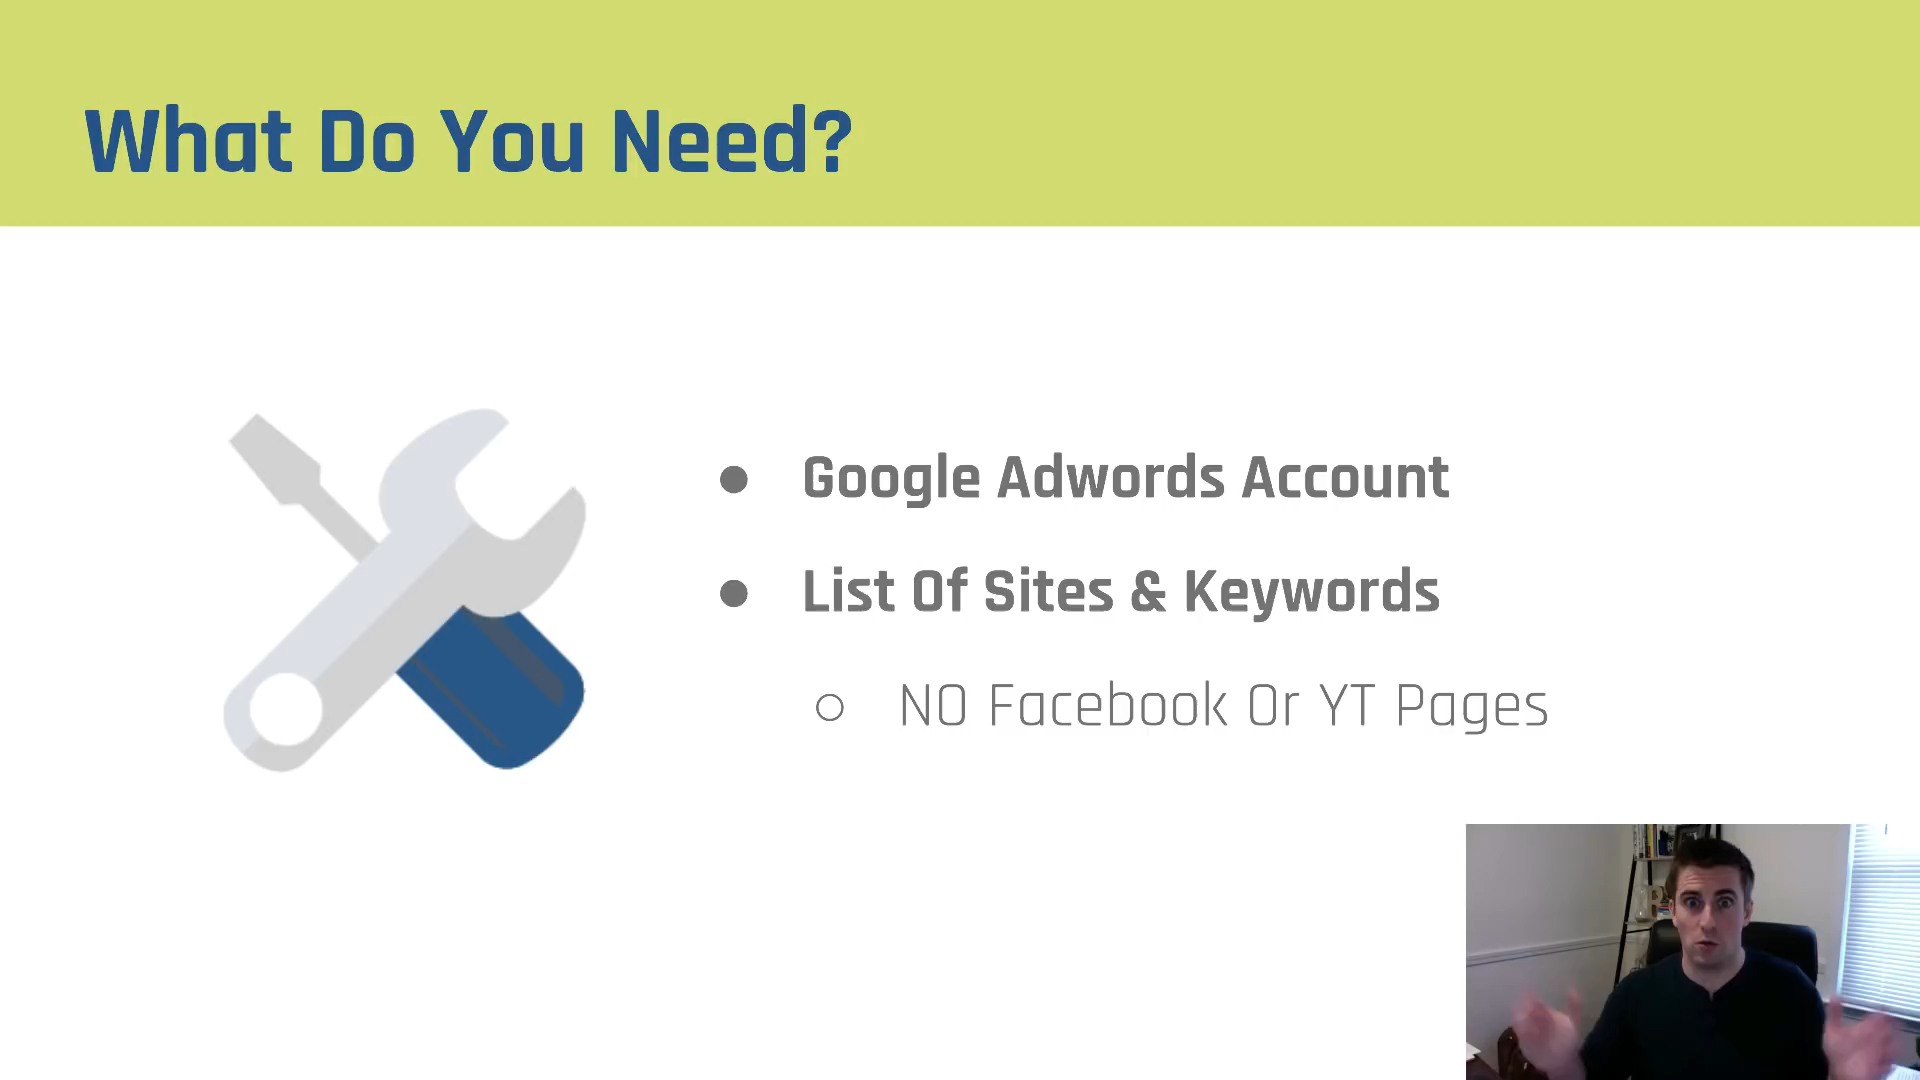 What Do You Need?
● Google Adwords Account
● List Of Sites & Keywords
○ NO Facebook Or YT Pages